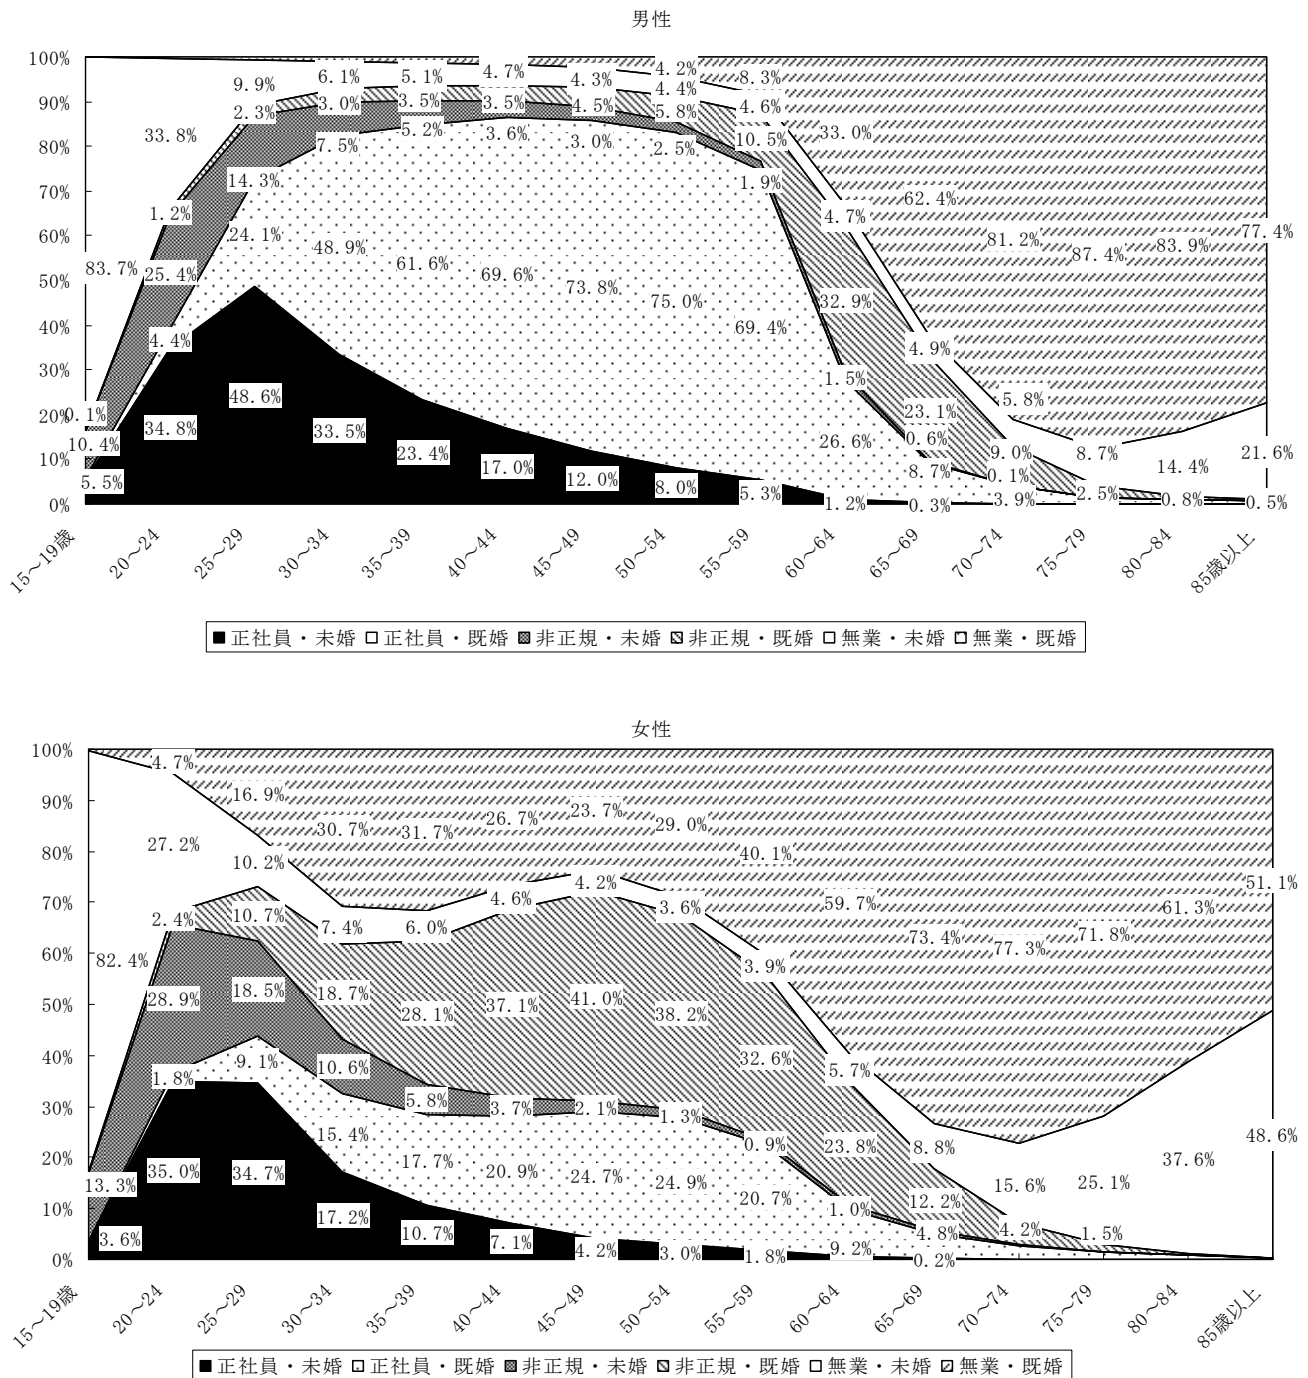 男性
100%
90%
80%
70%
60%
50%
40%
30%
20%
10%
0%
83.7% 0.1% 10.4% 5.5%
33.8% 1.2% 25.4% 4.4% 34.8%
9.9% 2.3% 14.3% 24.1% 48.6%
6.1% 3.0% 7.5% 48.9% 33.5%
5.1% 3.5% 5.2% 61.6% 23.4%
4.7% 3.5% 3.6% 69.6% 17.0%
4.3% 4.5% 3.0% 73.8% 12.0%
4.2% 4.4% 5.8% 2.5% 75.0% 8.0%
8.3% 4.6% 10.5% 1.9% 69.4% 5.3%
33.0% 4.7% 32.9% 1.5% 26.6% 1.2%
62.4% 4.9% 23.1% 0.6% 8.7% 0.3%
81.2% 5.8% 9.0% 0.1% 3.9%
87.4% 8.7% 2.5%
83.9% 14.4% 0.8%
77.4% 21.6% 0.5%
15～19歳
20～24
25～29
30～34
35～39
40～44
45～49
50～54
55～59
60～64
65～69
70～74
75～79
80～84
85歳以上
正社員・未婚 正社員・既婚 非正規・未婚 非正規・既婚 無業・未婚 無業・既婚
女性
100%
90%
80%
70%
60%
50%
40%
30%
20%
10%
0%
82.4% 13.3% 3.6%
4.7% 27.2% 2.4% 28.9% 1.8% 35.0%
16.9% 10.2% 10.7% 18.5% 9.1% 34.7%
30.7% 7.4% 18.7% 10.6% 15.4% 17.2%
31.7% 6.0% 28.1% 5.8% 17.7% 10.7%
26.7% 4.6% 37.1% 3.7% 20.9% 7.1%
23.7% 4.2% 41.0% 2.1% 24.7% 4.2%
29.0% 3.6% 38.2% 1.3% 24.9% 3.0%
40.1% 3.9% 32.6% 0.9% 20.7% 1.8%
59.7% 5.7% 23.8% 1.0% 9.2%
73.4% 8.8% 12.2% 4.8% 0.2%
77.3% 15.6% 4.2%
71.8% 25.1% 1.5%
61.3% 37.6%
51.1% 48.6%
15～19歳
20～24
25～29
30～34
35～39
40～44
45～49
50～54
55～59
60～64
65～69
70～74
75～79
80～84
85歳以上
正社員・未婚 正社員・既婚 非正規・未婚 非正規・既婚 無業・未婚 無業・既婚